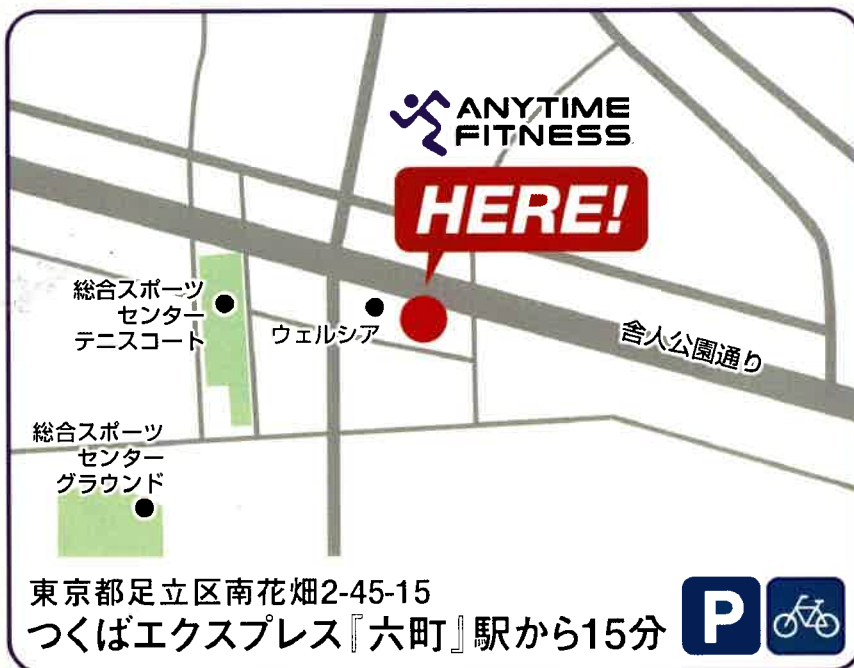 ANYTIME
FITNESS
HERE!
総合スポーツ
センター
テニスコート
ウェルシア
舎人公園通り
総合スポーツ
センター
グラウンド
東京都足立区南花畑2-45-15
つくばエクスプレス『六町』駅から15分
P